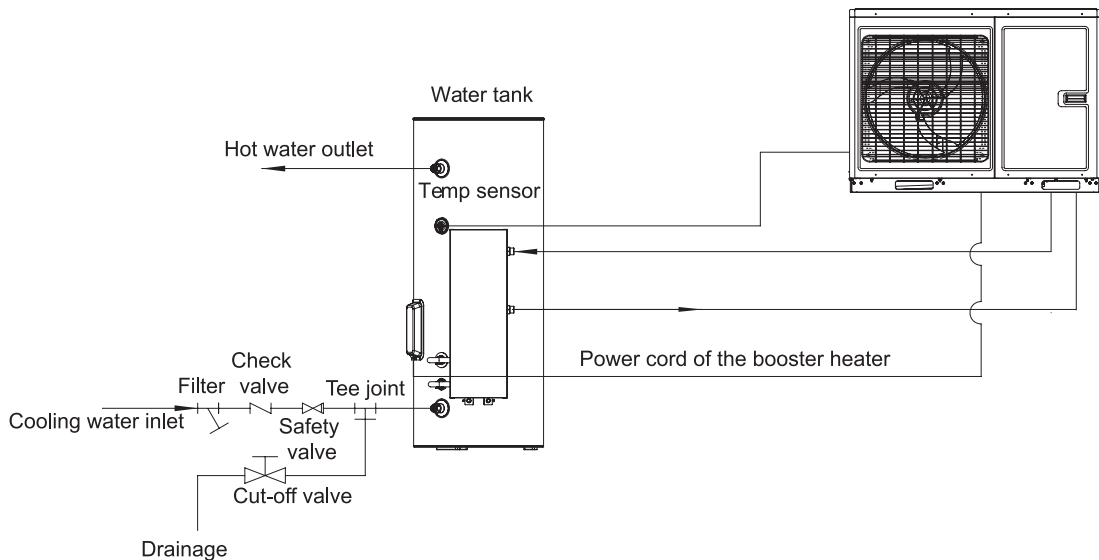 Water tank
Hot water outlet
Temp sensor
Power cord of the booster heater
Check
valve
Filter
Tee joint
Cooling water inlet
Safety
valve
Cut-off valve
Drainage